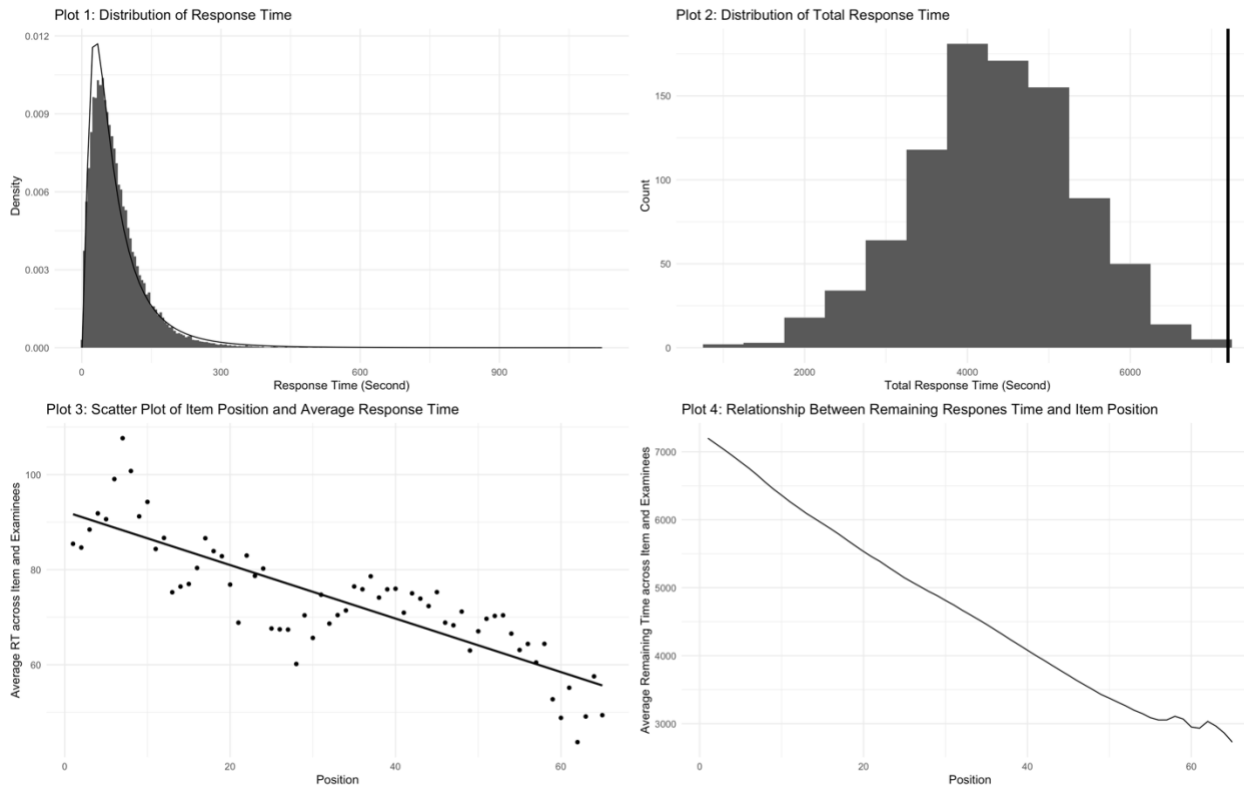 Plot 1: Distribution of Response Time
0.012
0.009
0.006
0.003
0.000
Density
0
300
600
900
Response Time (Second)
Plot 2: Distribution of Total Response Time
150
100
50
0
Count
2000
4000
6000
Total Response Time (Second)
Plot 3: Scatter Plot of Item Position and Average Response Time
100
80
60
Average RT across Item and Examinees
0
20
40
60
Position
Plot 4: Relationship Between Remaining Respones Time and Item Position
7000
6000
5000
4000
3000
Average Remaining Time across Item and Examinees
0
20
40
60
Position